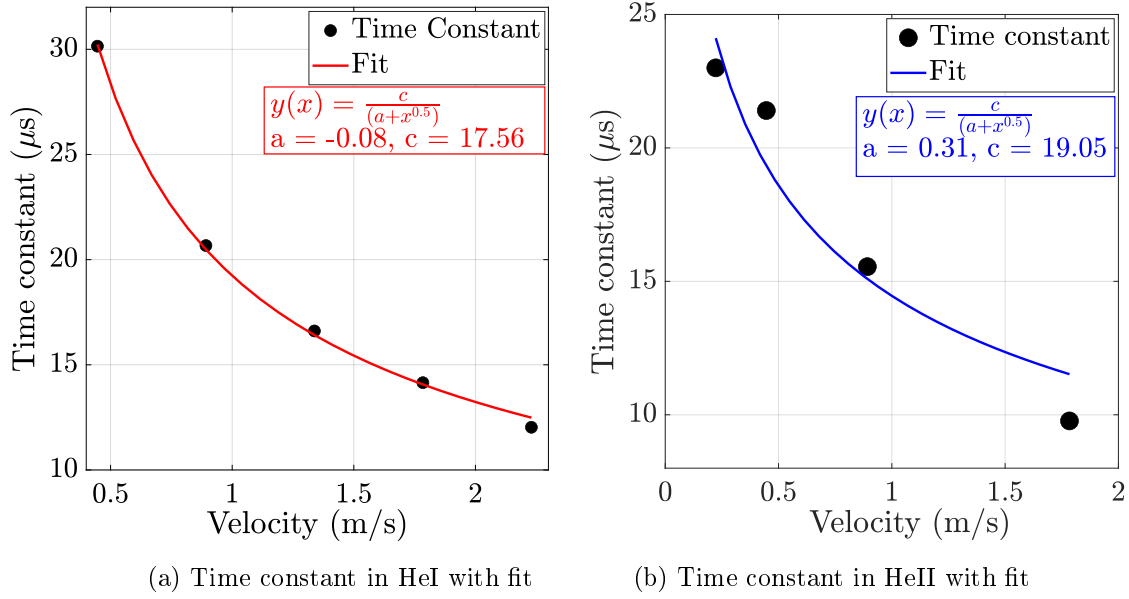 Time Constant
Fit
y(x) = c/(a+x^0.5)
a = -0.08, c = 17.56
30
25
20
15
10
0.5 1 1.5 2
Time constant (μs)
Velocity (m/s)
(a) Time constant in HeI with fit
Time constant
Fit
y(x) = c/(a+x^0.5)
a = 0.31, c = 19.05
25
20
15
10
0 0.5 1 1.5 2
Time constant (μs)
Velocity (m/s)
(b) Time constant in HeII with fit